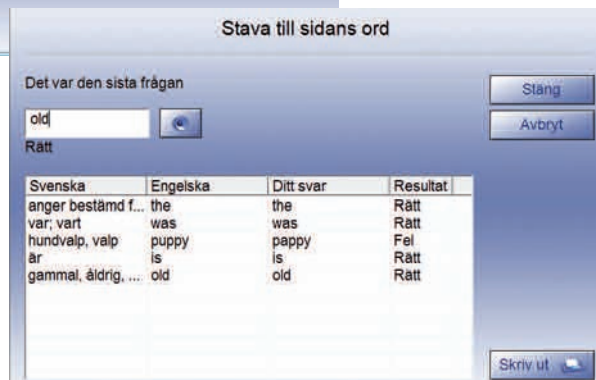 Stava till sidans ord
Det var den sista frågan
Stäng
old
Avbryt
Rätt
Svenska Engelska Ditt svar Resultat
anger bestämd f... the the Rätt
var; vart was was Rätt
hundvalp, valp puppy pappy Fel
är is is Rätt
gammal, åldrig, ... old old Rätt
Skriv ut